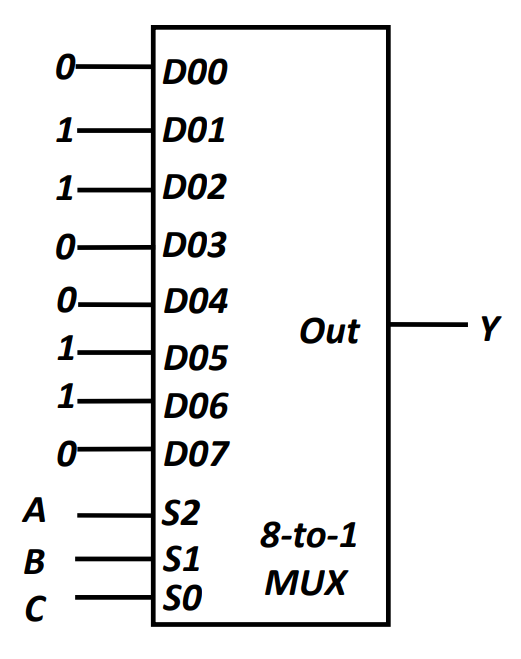 0 D00
1 D01
1 D02
0 D03
0 D04
Out Y
1 D05
1 D06
0 D07
A S2
8-to-1
B S1
MUX
C S0